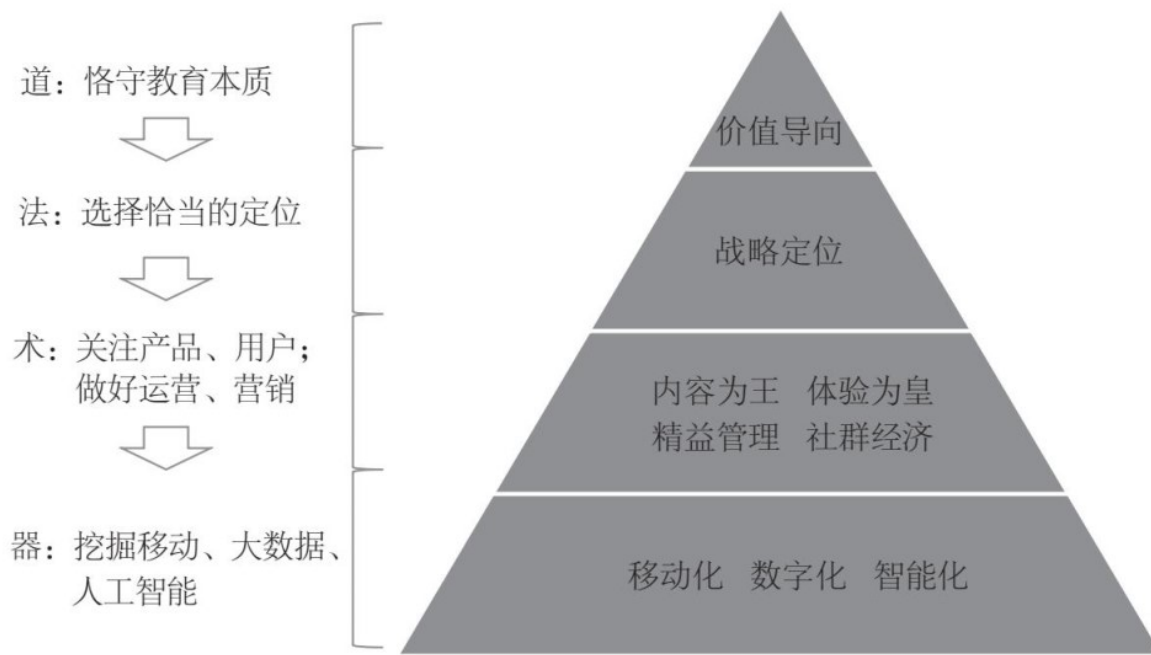 道：恪守教育本质
法：选择恰当的定位
术：关注产品、用户；
做好运营、营销
器：挖掘移动、大数据、
人工智能
价值导向
战略定位
内容为王 体验为皇
精益管理 社群经济
移动化 数字化 智能化